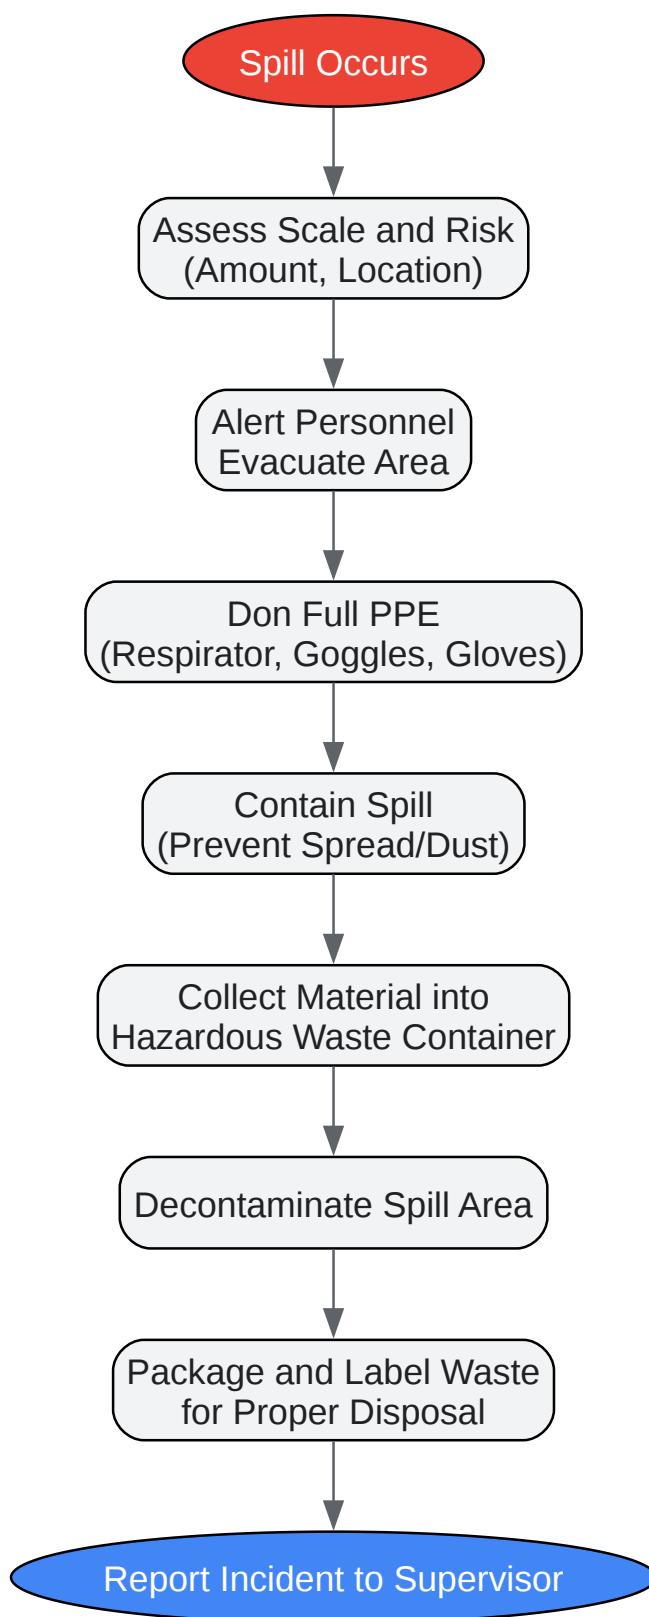 Spill Occurs
Assess Scale and Risk
(Amount, Location)
Alert Personnel
Evacuate Area
Don Full PPE
(Respirator, Goggles, Gloves)
Contain Spill
(Prevent Spread/Dust)
Collect Material into
Hazardous Waste Container
Decontaminate Spill Area
Package and Label Waste
for Proper Disposal
Report Incident to Supervisor